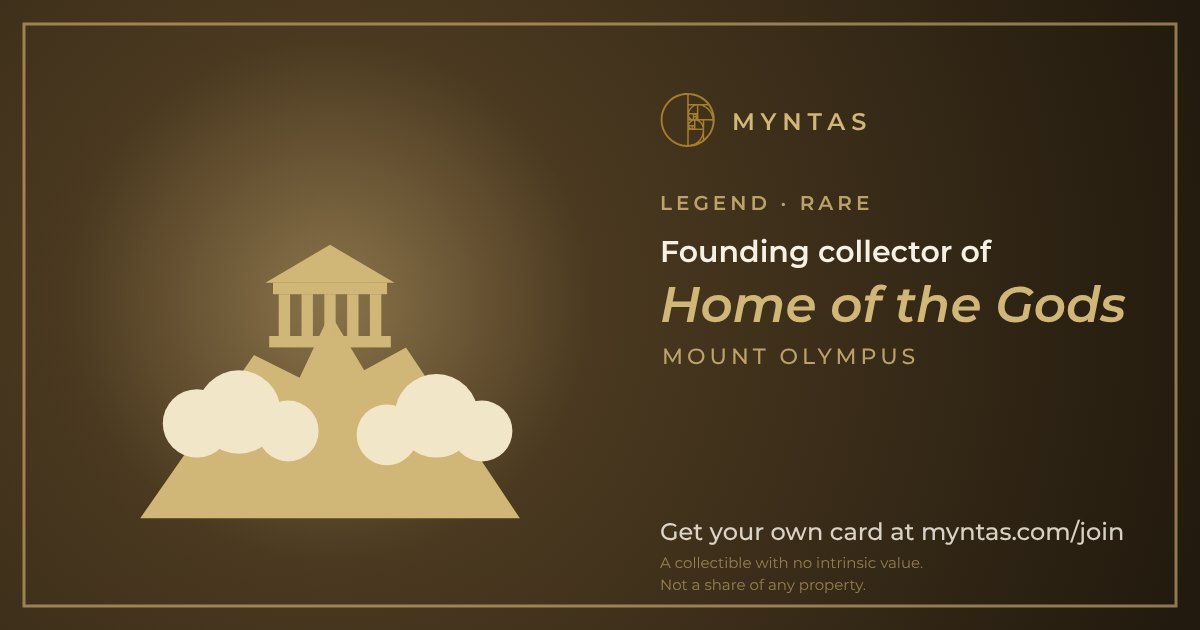 MYNTAS
LEGEND · RARE
Founding collector of
Home of the Gods
MOUNT OLYMPUS
Get your own card at myntas.com/join
A collectible with no intrinsic value.
Not a share of any property.